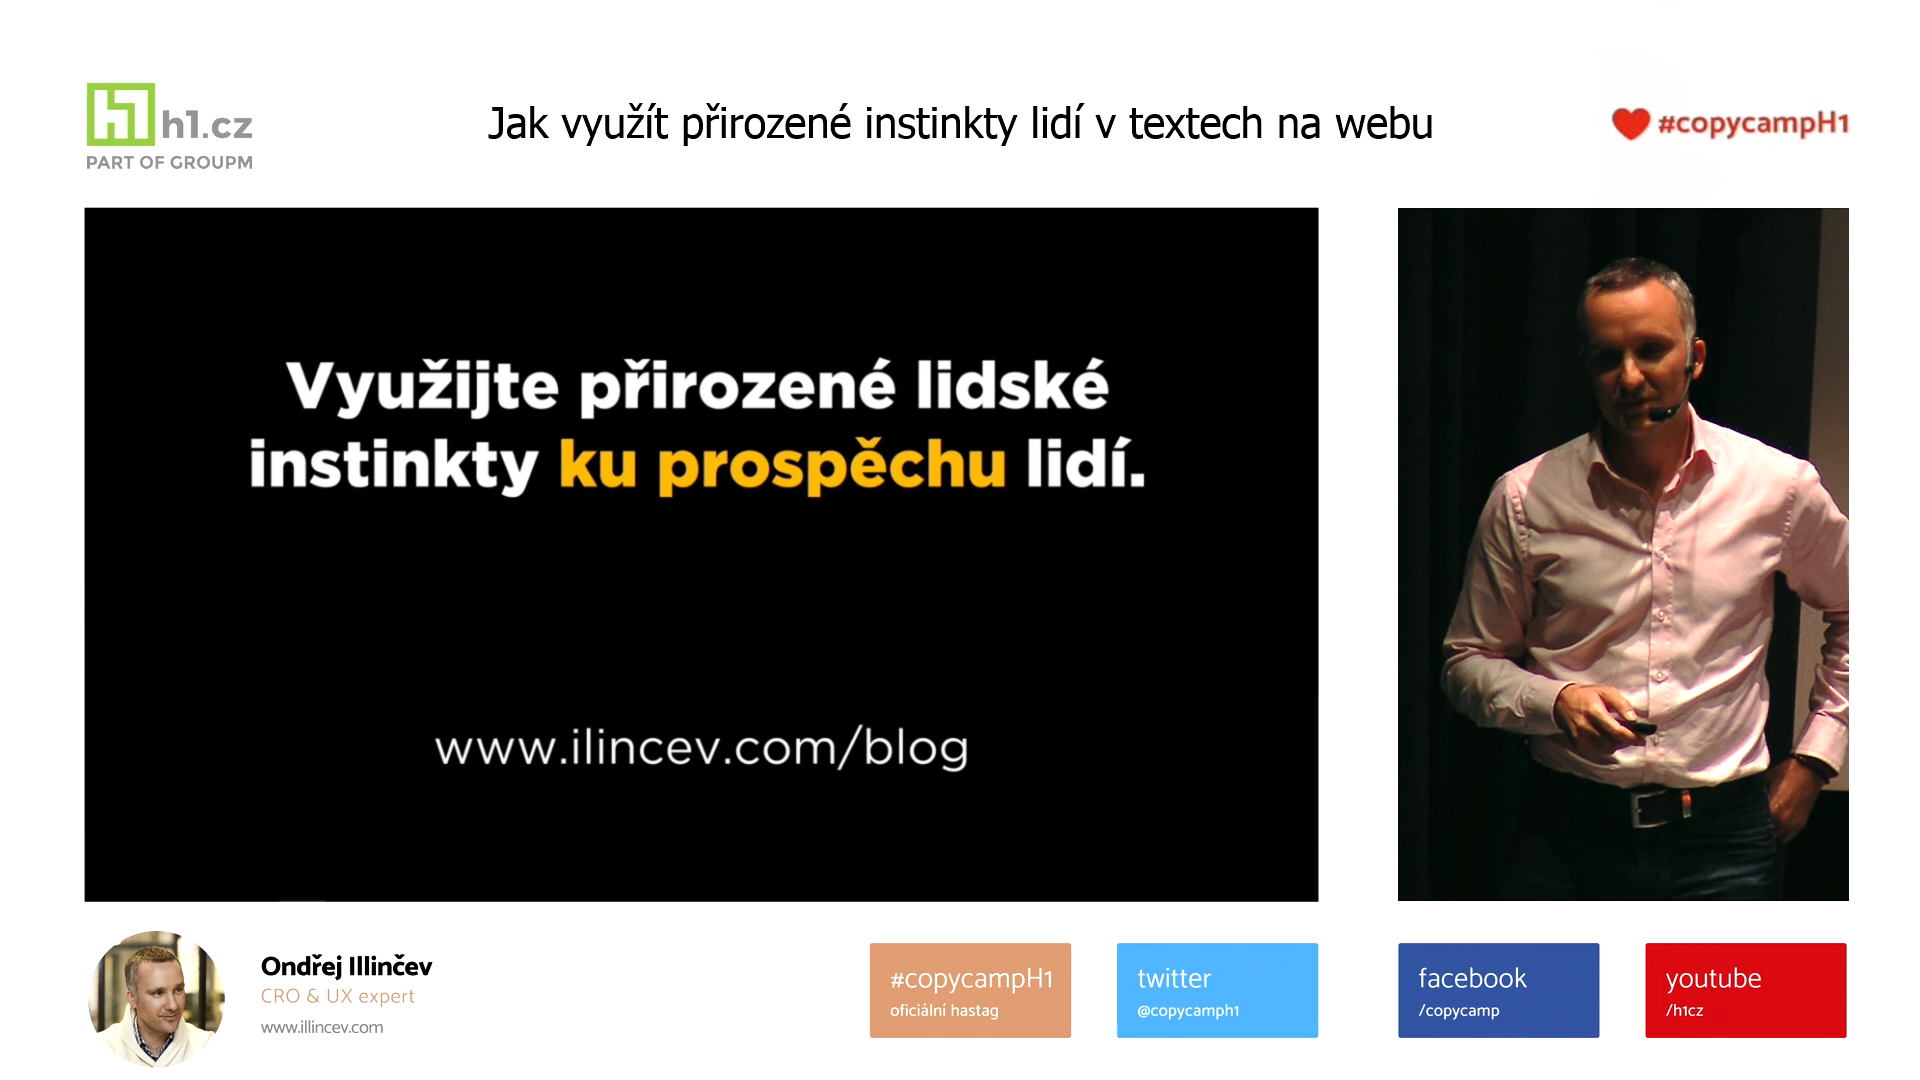 h1.cz
PART OF GROUPM
Jak využít přirozené instinkty lidí v textech na webu
#copycampH1
Využijte přirozené lidské
instinkty ku prospěchu lidí.
www.ilincev.com/blog
Ondřej Illinčev
CRO & UX expert
www.illincev.com
#copycampH1
oficiální hastag
twitter
@copycamph1
facebook
/copycamp
youtube
/h1cz